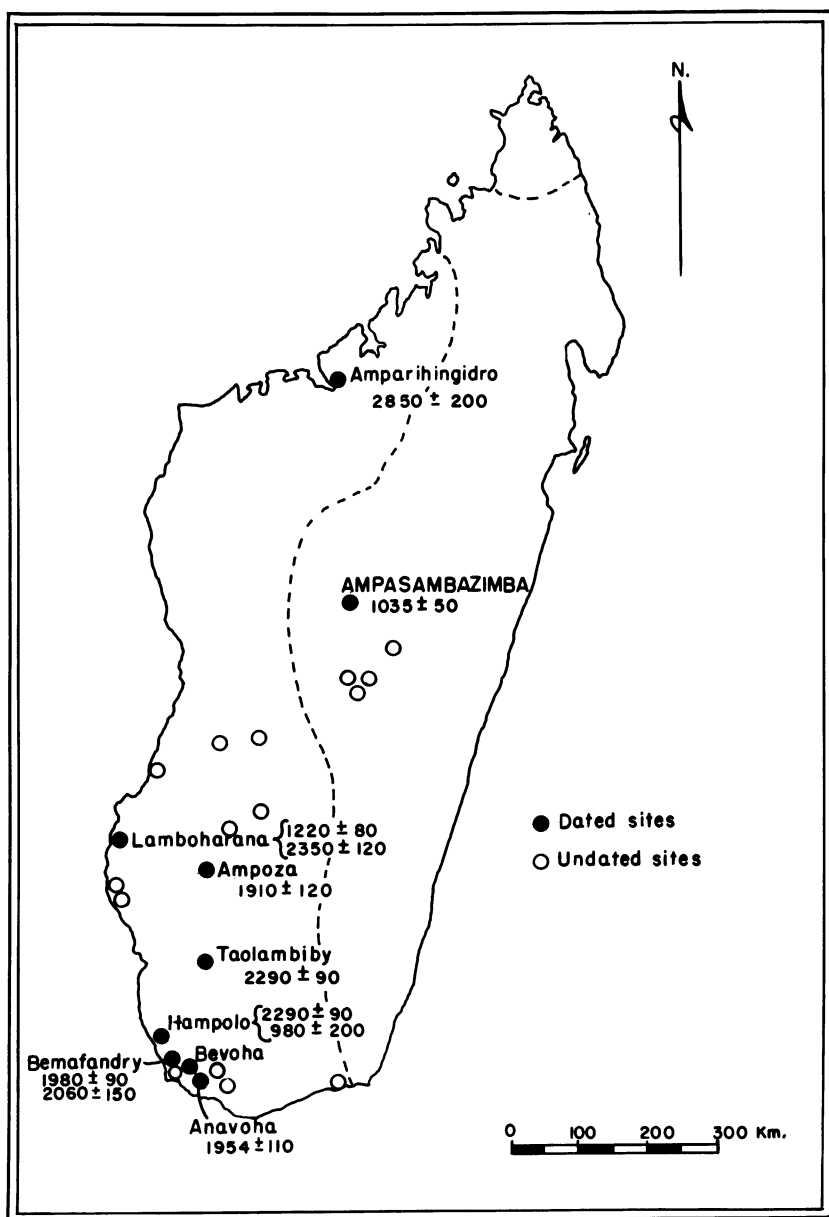 N.
Amparihingidro
2850 ± 200
AMPASAMBAZIMBA
1035 ± 50
Lamboharana { 1220 ± 80
2350 ± 120
Ampoza
1910 ± 120
Dated sites
Undated sites
Taolambiby
2290 ± 90
Itampolo { 2290 ± 90
980 ± 200
Bemafandry
1980 ± 90
2060 ± 150
Bevoha
Anavoha
1954 ± 110
0 100 200 300 Km.